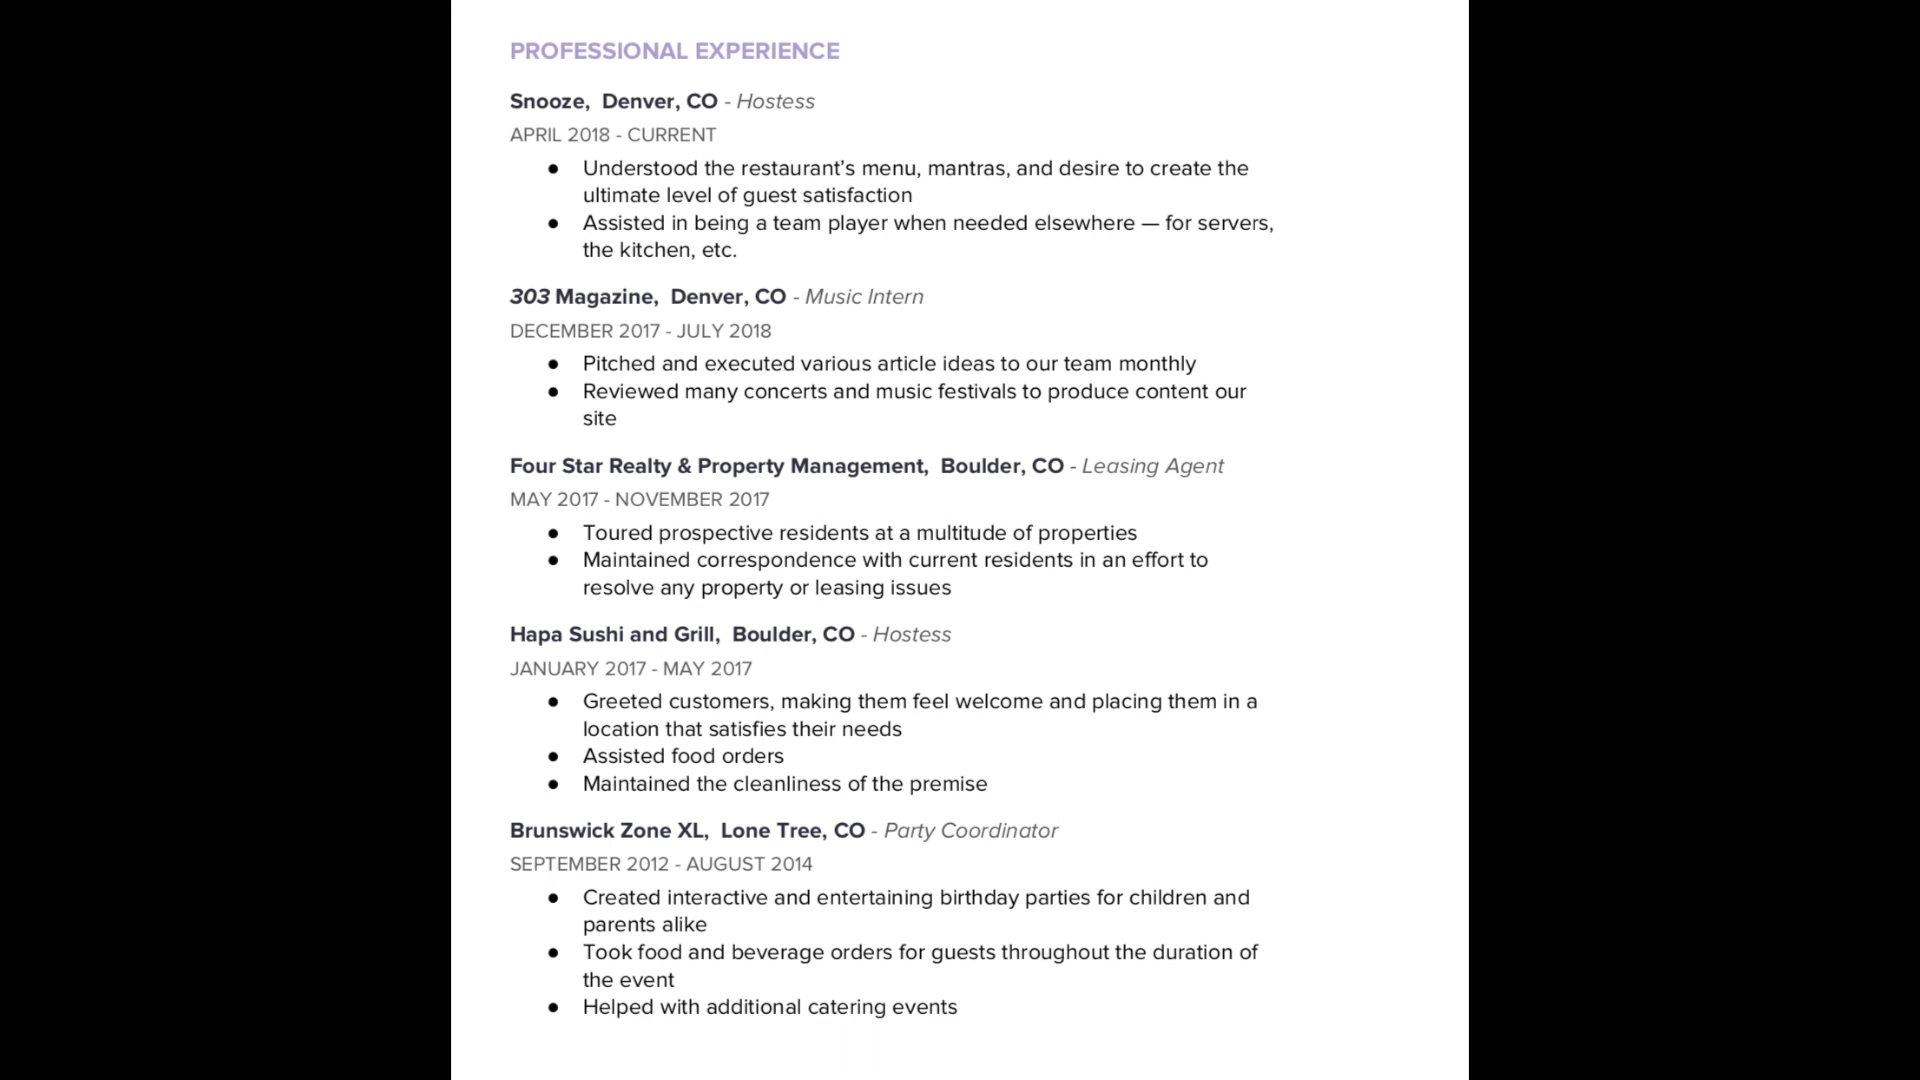 PROFESSIONAL EXPERIENCE
Snooze,  Denver, CO - Hostess
APRIL 2018 - CURRENT
● Understood the restaurant’s menu, mantras, and desire to create the
ultimate level of guest satisfaction
● Assisted in being a team player when needed elsewhere — for servers,
the kitchen, etc.
303 Magazine,  Denver, CO - Music Intern
DECEMBER 2017 - JULY 2018
● Pitched and executed various article ideas to our team monthly
● Reviewed many concerts and music festivals to produce content our
site
Four Star Realty & Property Management,  Boulder, CO - Leasing Agent
MAY 2017 - NOVEMBER 2017
● Toured prospective residents at a multitude of properties
● Maintained correspondence with current residents in an effort to
resolve any property or leasing issues
Hapa Sushi and Grill,  Boulder, CO - Hostess
JANUARY 2017 - MAY 2017
● Greeted customers, making them feel welcome and placing them in a
location that satisfies their needs
● Assisted food orders
● Maintained the cleanliness of the premise
Brunswick Zone XL,  Lone Tree, CO - Party Coordinator
SEPTEMBER 2012 - AUGUST 2014
● Created interactive and entertaining birthday parties for children and
parents alike
● Took food and beverage orders for guests throughout the duration of
the event
● Helped with additional catering events